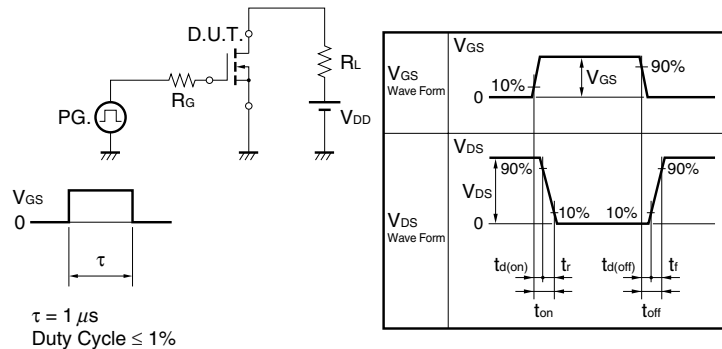 D.U.T.
RL
RG
PG.
VDD
VGS
0
τ
τ = 1 μs
Duty Cycle ≤ 1%
VGS
Wave Form
VGS
10%
VGS
90%
0
VDS
Wave Form
VDS
90%
90%
VDS
10%
10%
0
td(on)
tr
td(off)
tf
ton
toff